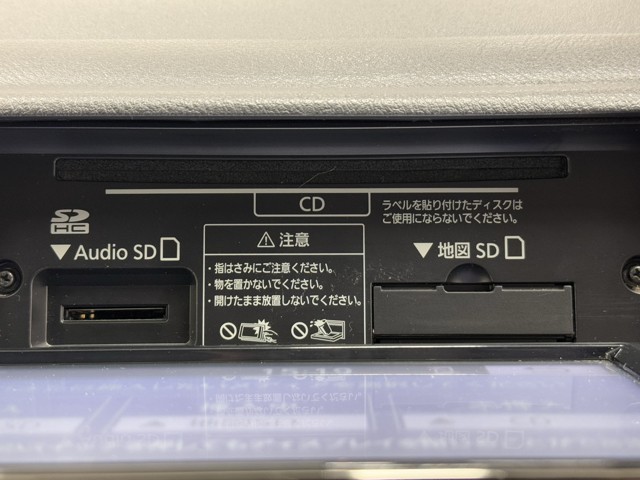 CD
ラベルを貼り付けたディスクは
ご使用にならないでください。
SD
HC
▼Audio SD
注意
・指はさみにご注意ください。
・物を置かないでください。
・開けたまま放置しないでください。
▼地図 SD